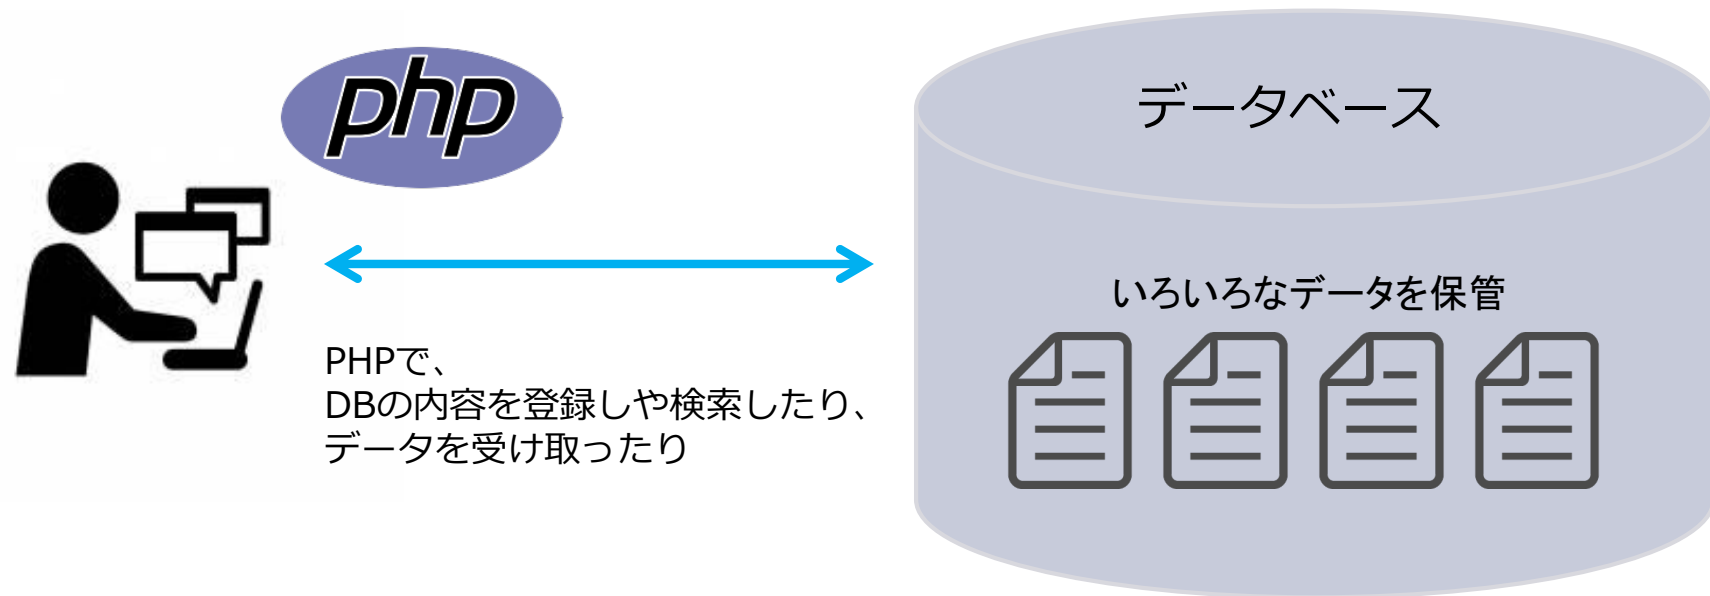 php
データベース
いろいろなデータを保管
PHPで、
DBの内容を登録しや検索したり、
データを受け取ったり